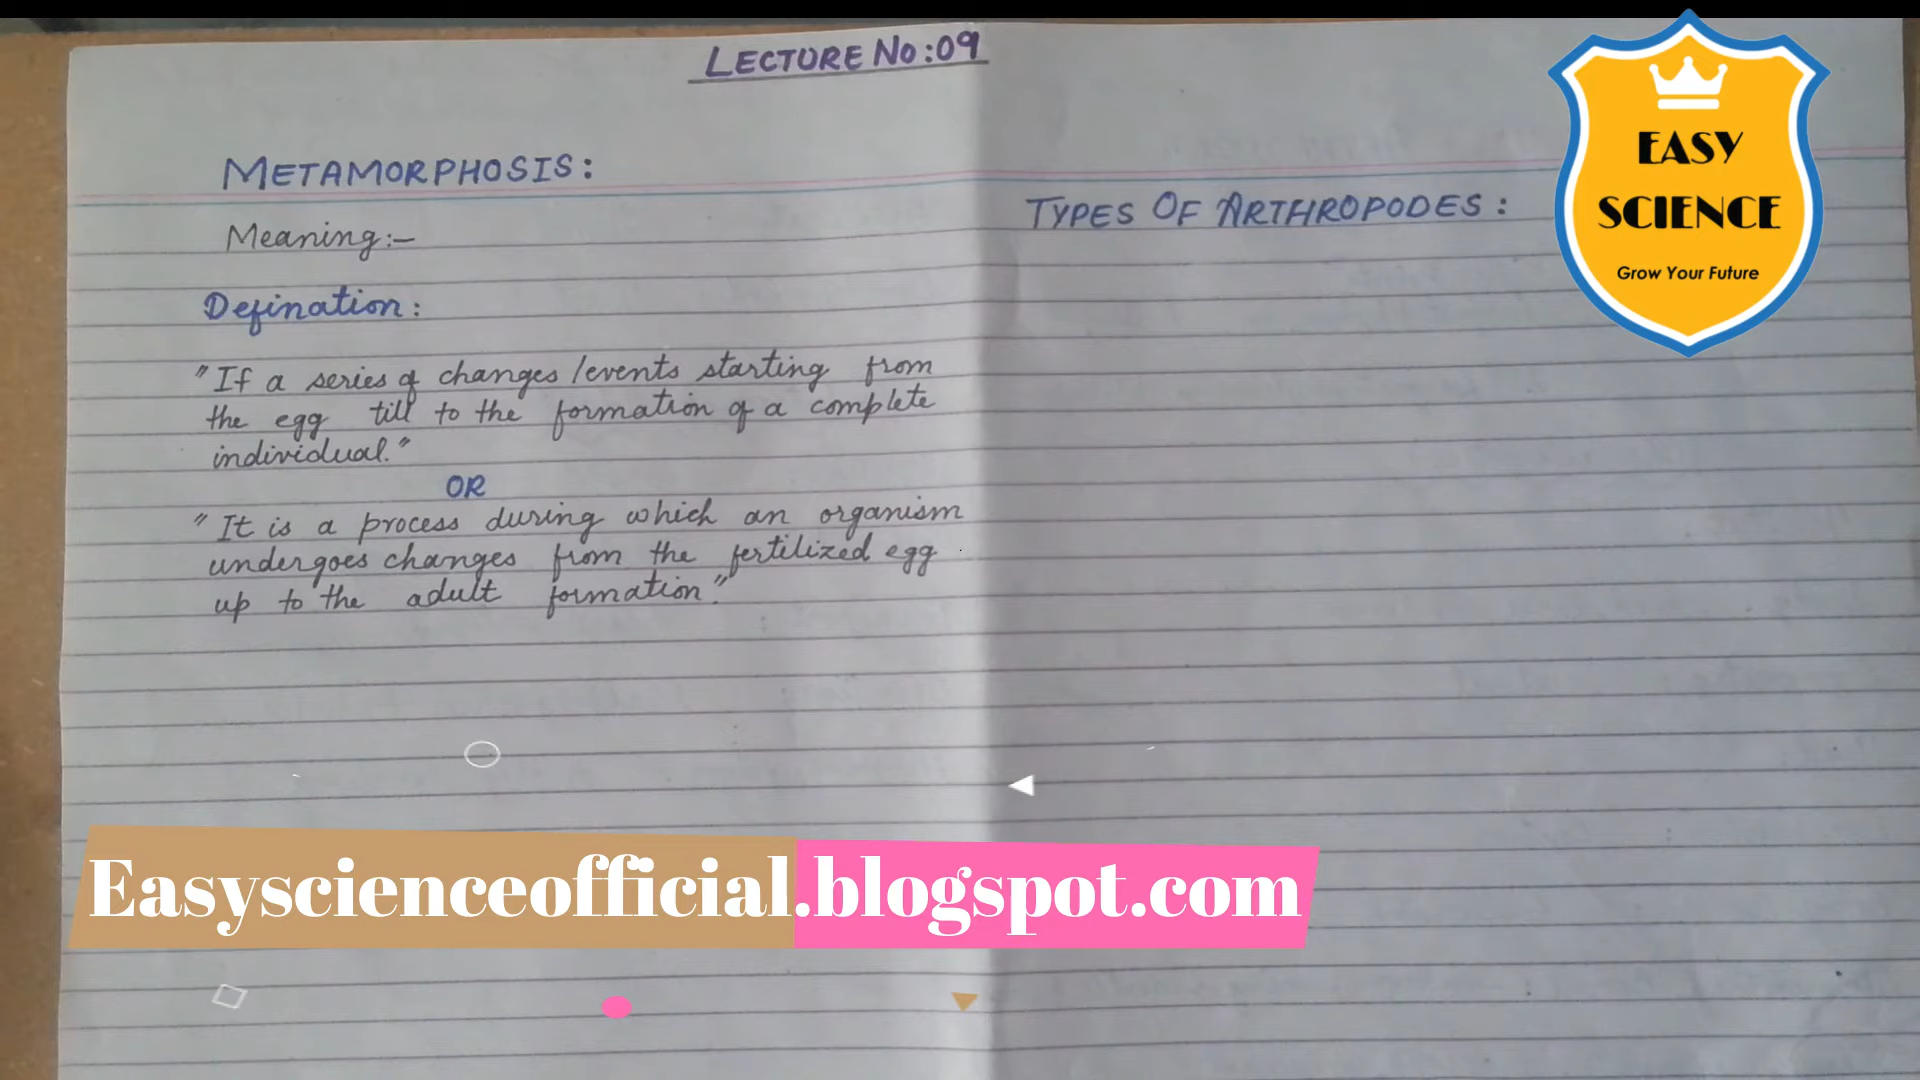 LECTURE No:09
METAMORPHOSIS:
Meaning:-
Defination:
"If a series of changes/events starting from
the egg till to the formation of a complete
individual."
OR
"It is a process during which an organism
undergoes changes from the fertilized egg
up to the adult formation."
TYPES OF ARTHROPODES:
EASY
SCIENCE
Grow Your Future
Easyscienceofficial.blogspot.com